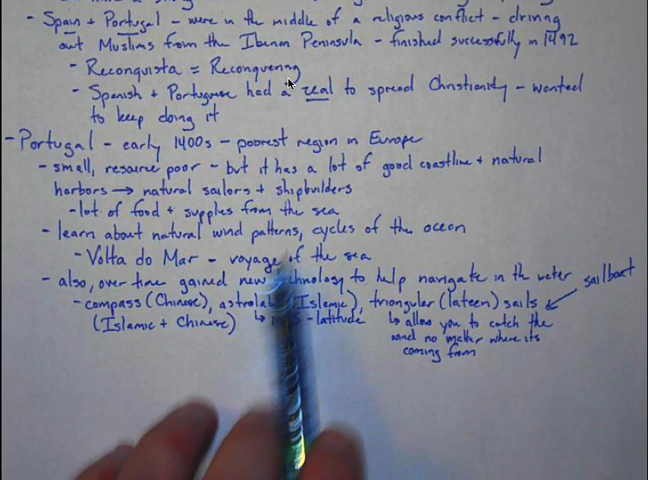 - Spain + Portugal - were in the middle of a religious conflict - driving
out Muslims from the Iberian Peninsula - finished successfully in 1492
- Reconquista = Reconquering
- Spanish + Portuguese had a zeal to spread Christianity - wanted
to keep doing it
- Portugal - early 1400s - poorest region in Europe
- small, resource poor - but it has a lot of good coastline + natural
harbors → natural sailors + shipbuilders
- lot of food + supplies from the sea
- learn about natural wind patterns, cycles of the ocean
- Volta do Mar - voyage of the sea
- also, over time gained new technology to help navigate in the water
sailboat
- compass (Chinese), astrolabe (Islamic), triangular (lateen) sails
(Islamic + Chinese) ↳ - latitude ↳ allow you to catch the
wind no matter where its
coming from